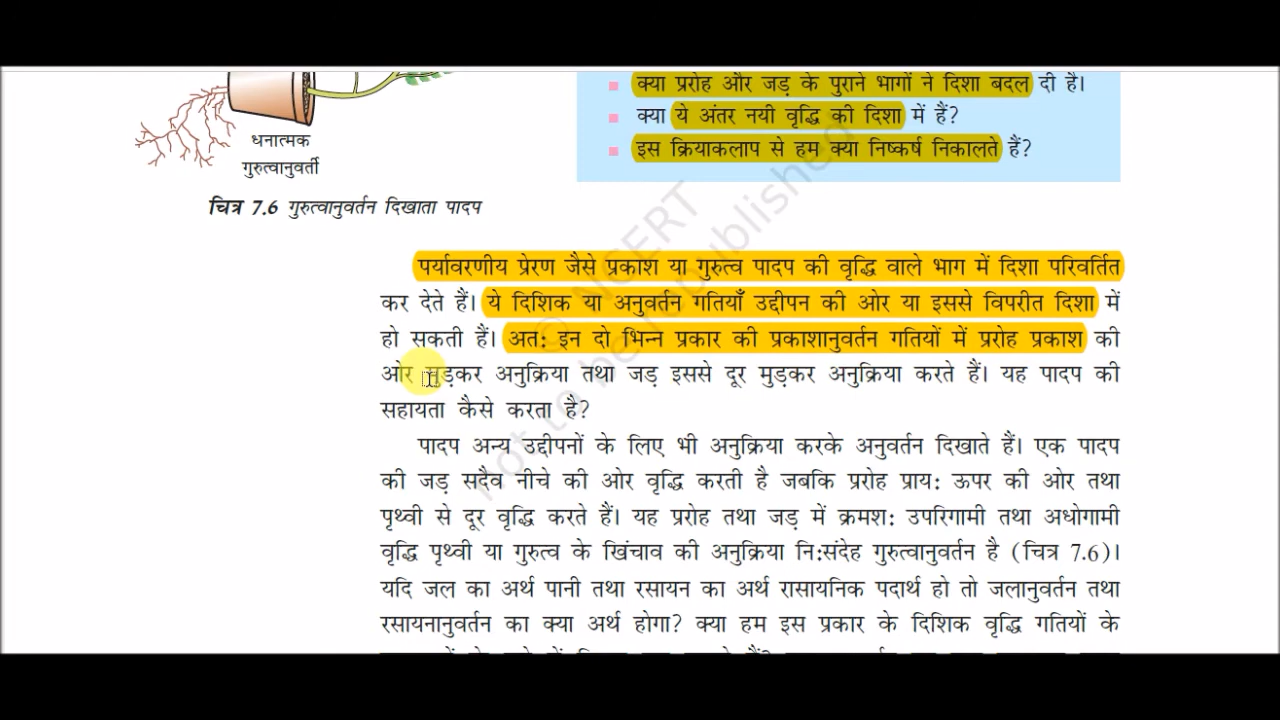 क्या प्ररोह और जड़ के पुराने भागों ने दिशा बदल दी है।
क्या ये अंतर नयी वृद्धि की दिशा में हैं?
इस क्रियाकलाप से हम क्या निष्कर्ष निकालते हैं?
धनात्मक
गुरुत्वानुवर्ती
चित्र 7.6 गुरुत्वानुवर्तन दिखाता पादप
पर्यावरणीय प्रेरण जैसे प्रकाश या गुरुत्व पादप की वृद्धि वाले भाग में दिशा परिवर्तित
कर देते हैं। ये दिशिक या अनुवर्तन गतियाँ उद्दीपन की ओर या इससे विपरीत दिशा में
हो सकती हैं। अत: इन दो भिन्न प्रकार की प्रकाशानुवर्तन गतियों में प्ररोह प्रकाश की
ओर मुड़कर अनुक्रिया तथा जड़ इससे दूर मुड़कर अनुक्रिया करते हैं। यह पादप की
सहायता कैसे करता है?
पादप अन्य उद्दीपनों के लिए भी अनुक्रिया करके अनुवर्तन दिखाते हैं। एक पादप
की जड़ सदैव नीचे की ओर वृद्धि करती है जबकि प्ररोह प्राय: ऊपर की ओर तथा
पृथ्वी से दूर वृद्धि करते हैं। यह प्ररोह तथा जड़ में क्रमश: उपरिगामी तथा अधोगामी
वृद्धि पृथ्वी या गुरुत्व के खिंचाव की अनुक्रिया नि:संदेह गुरुत्वानुवर्तन है (चित्र 7.6)।
यदि जल का अर्थ पानी तथा रसायन का अर्थ रासायनिक पदार्थ हो तो जलानुवर्तन तथा
रसायनानुवर्तन का क्या अर्थ होगा? क्या हम इस प्रकार के दिशिक वृद्धि गतियों के
© NCERT
not to be republished